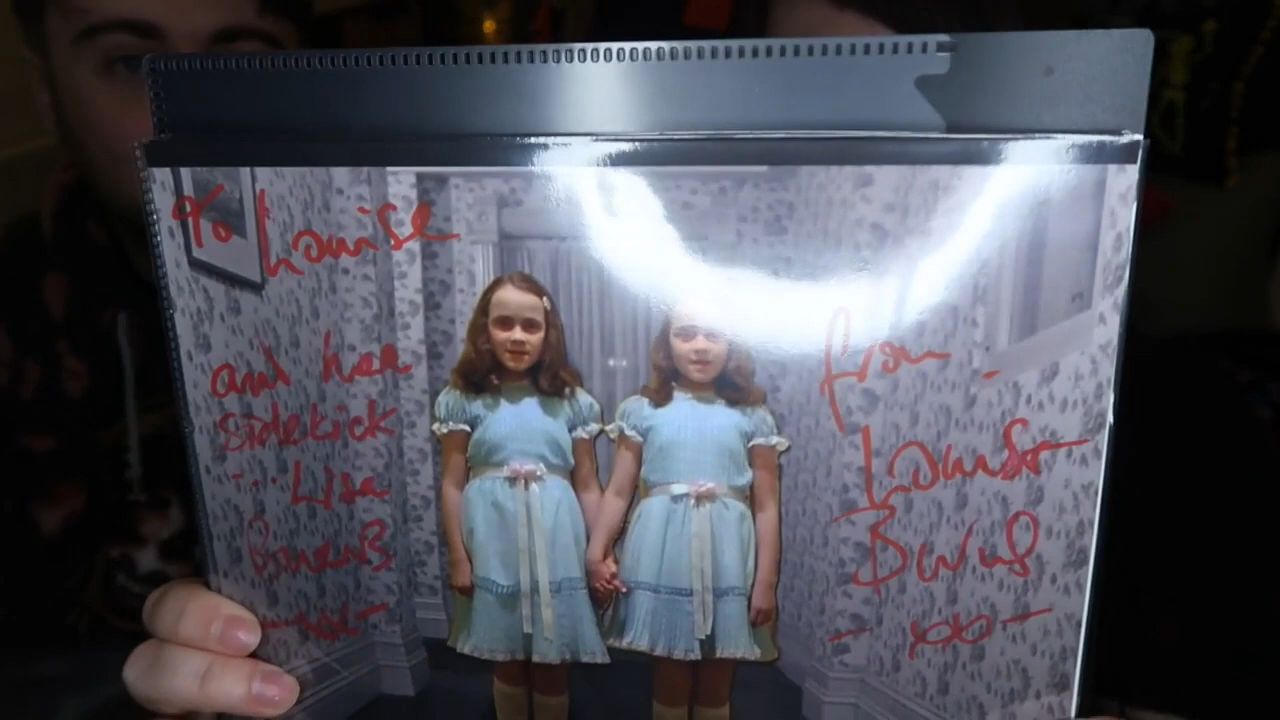 To Louise
and her
sidekick
... Lisa
Burns
-xx-
from
Louise
Burns
- xx -